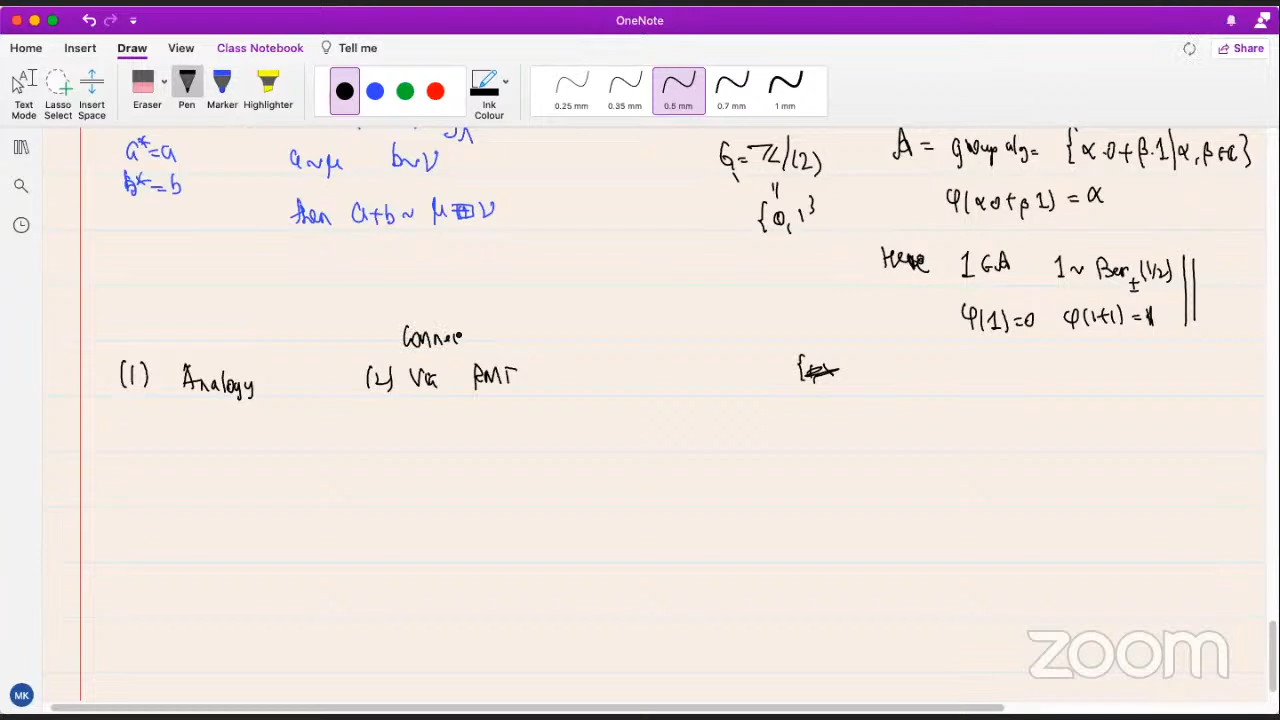 OneNote
Home Insert Draw View Class Notebook Tell me
Share
Text Mode
Lasso Select
Insert Space
Eraser
Pen
Marker
Highlighter
Ink Colour
0.25 mm
0.35 mm
0.5 mm
0.7 mm
1 mm
a*=a
b*=b
a~μ b~ν
then a+b ~ μ⊞ν
G = ℤ/(2)
=
{0,1}
A = group alg = {α·0+β·1 | α, β∈ℂ}
φ(α0+β1) = α
Here 1∈A 1~Ber±(1/2)
φ(1)=0 φ(1+1)=1
Connec
(1) Analogy (2) Via RMT
{
MK
zoom